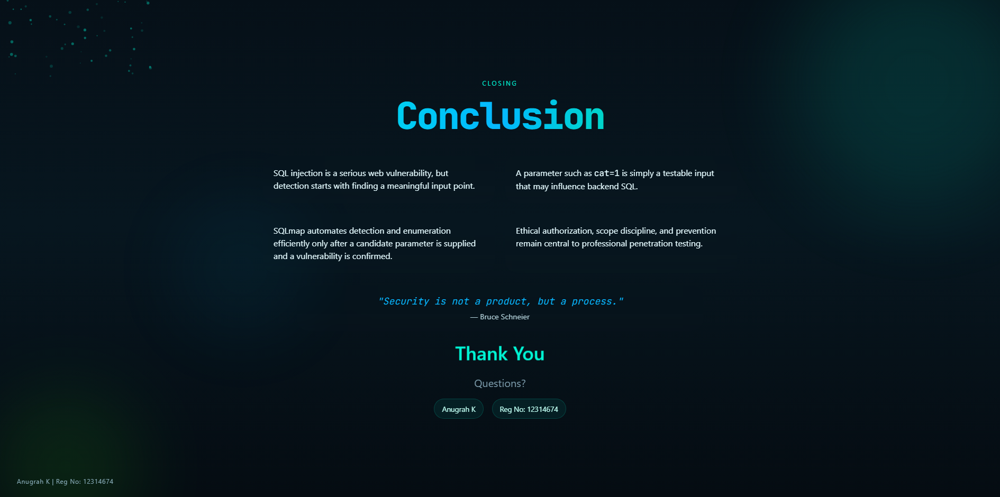 CLOSING
Conclusion
SQL injection is a serious web vulnerability, but
detection starts with finding a meaningful input point.
A parameter such as cat=1 is simply a testable input
that may influence backend SQL.
SQLmap automates detection and enumeration
efficiently only after a candidate parameter is supplied
and a vulnerability is confirmed.
Ethical authorization, scope discipline, and prevention
remain central to professional penetration testing.
"Security is not a product, but a process."
— Bruce Schneier
Thank You
Questions?
Anugrah K
Reg No: 12314674
Anugrah K | Reg No: 12314674